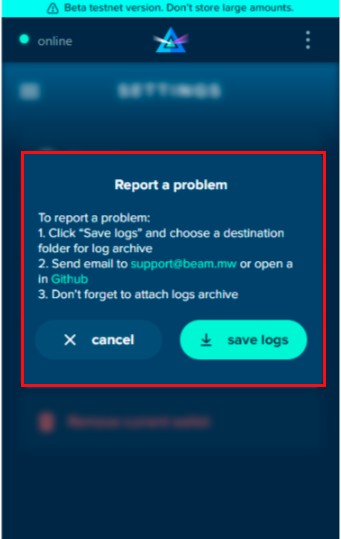 Beta testnet version. Don't store large amounts.
online
SETTINGS
Report a problem
To report a problem:
1. Click "Save logs" and choose a destination
folder for log archive
2. Send email to support@beam.mw or open a
in Github
3. Don't forget to attach logs archive
cancel
save logs
Remove current wallet